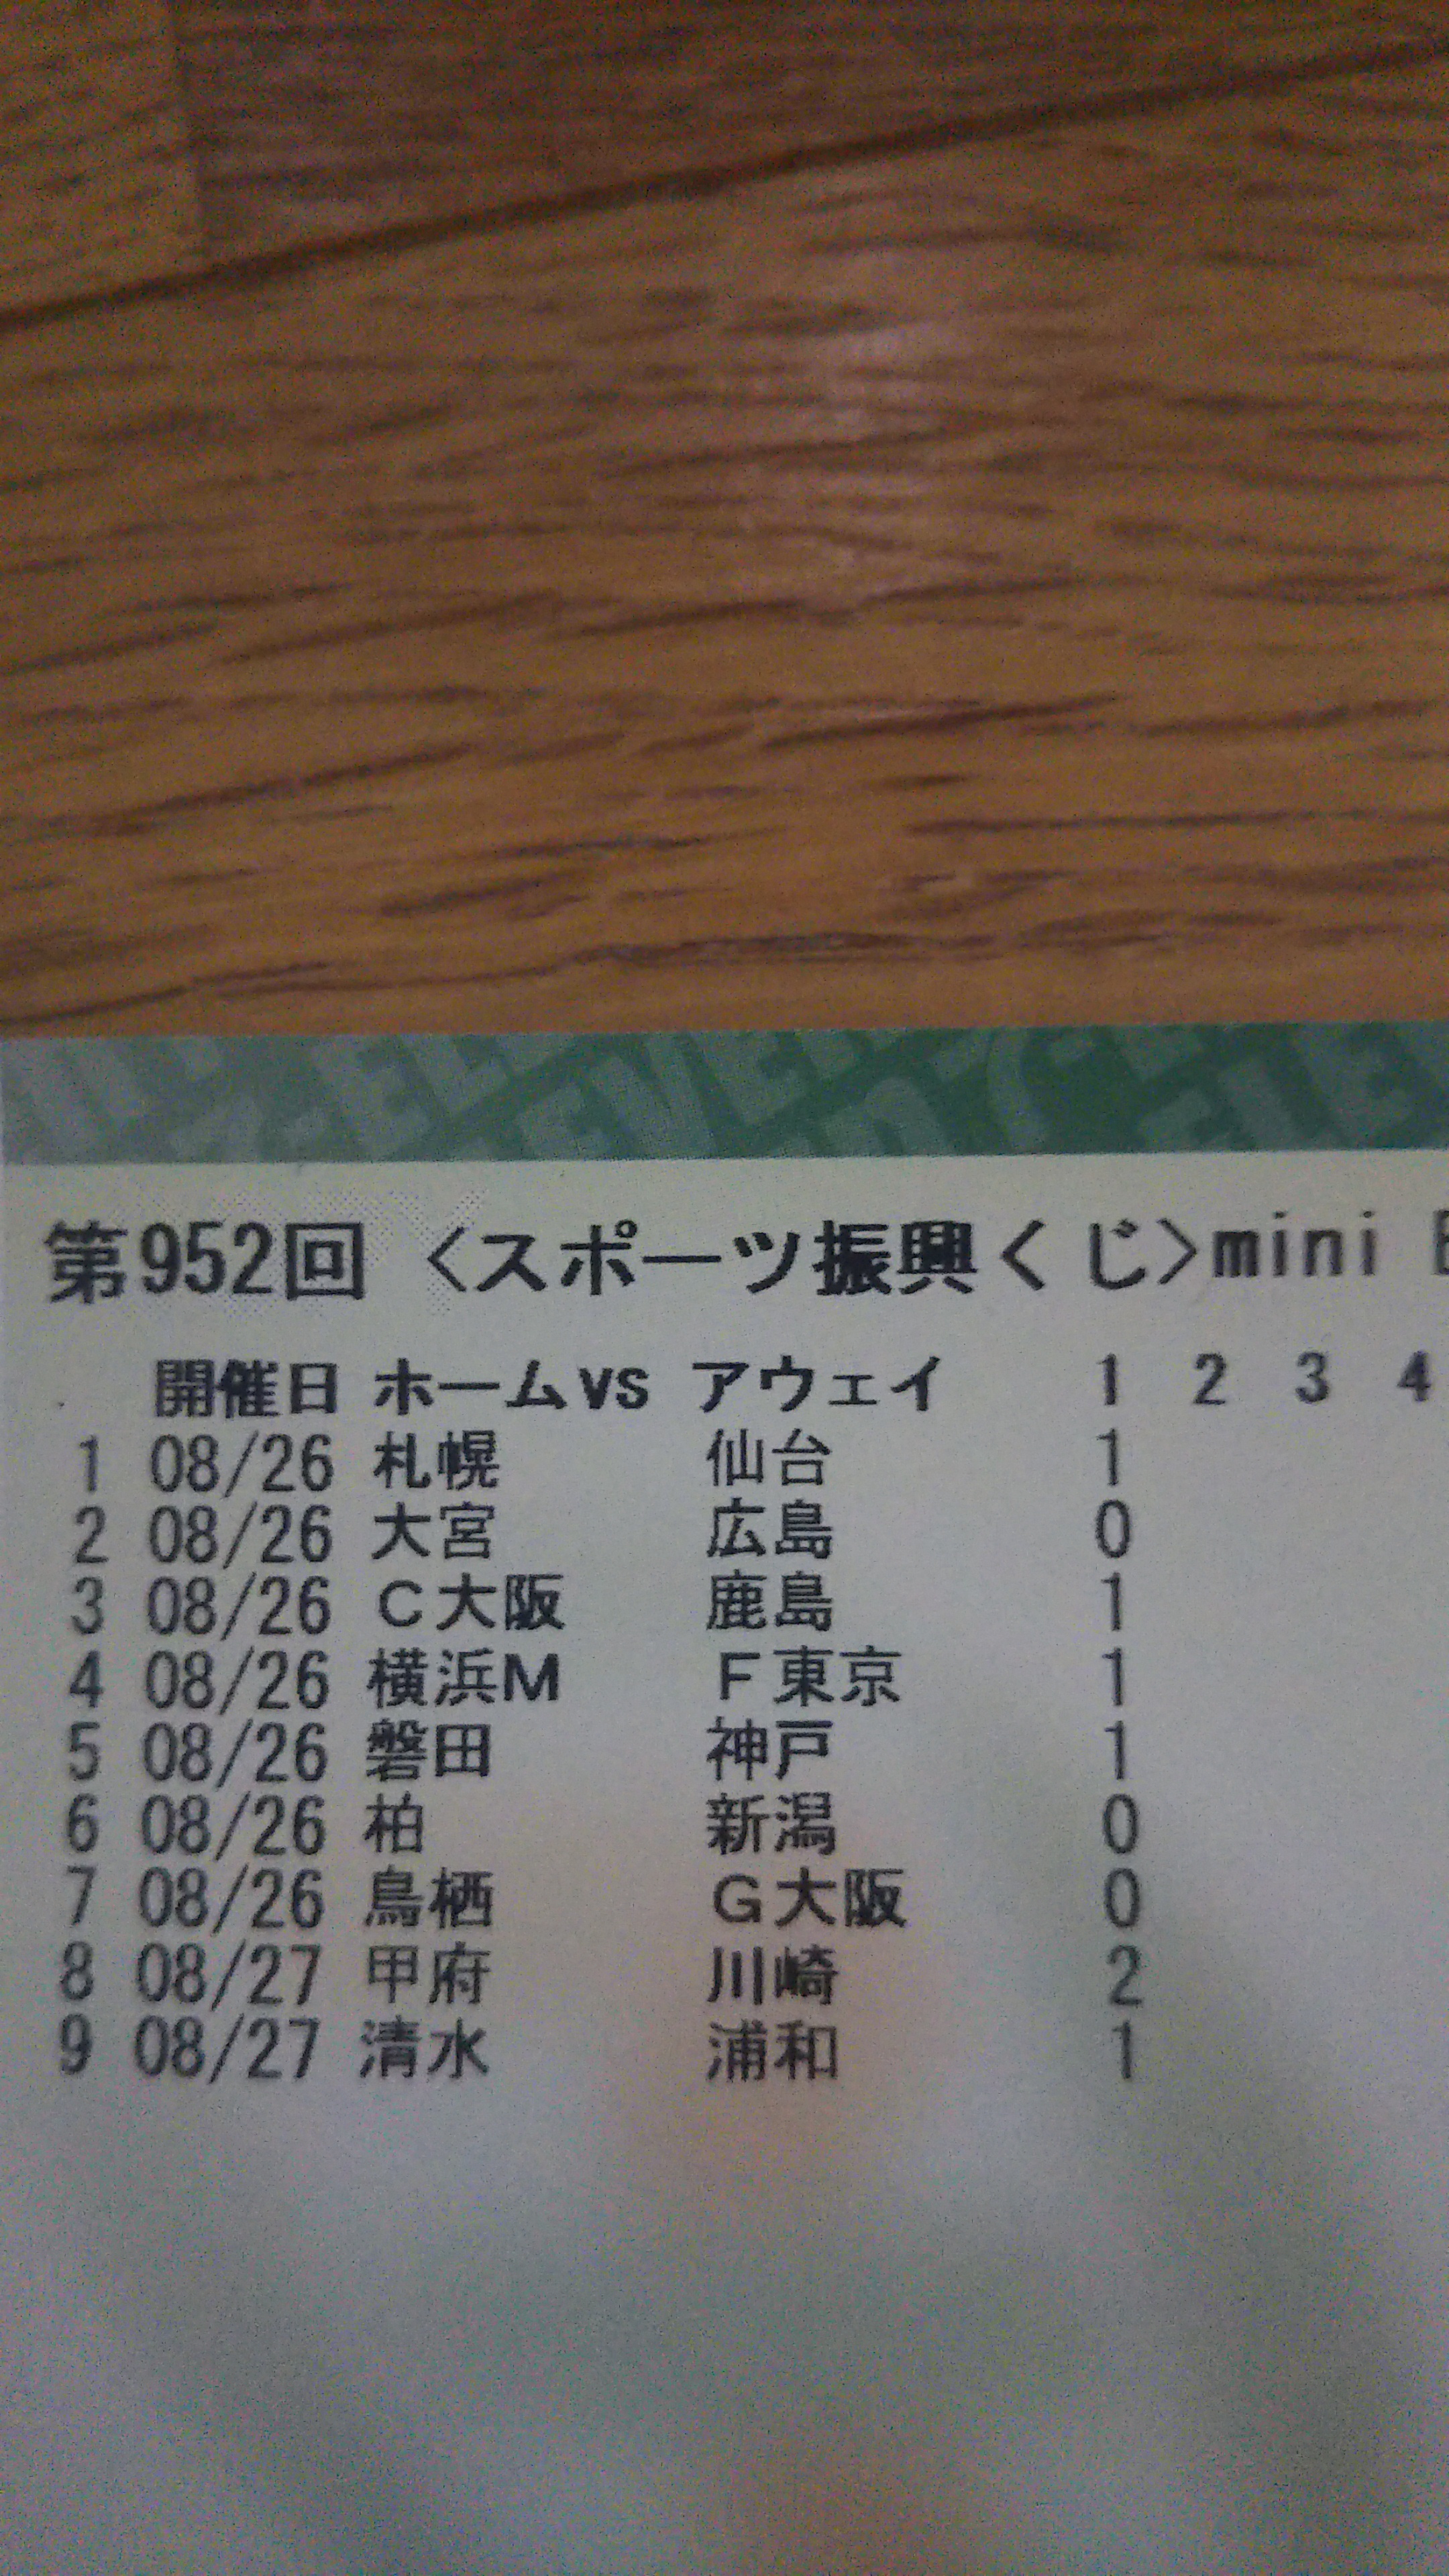 第952回 〈スポーツ振興くじ〉mini
開催日 ホームVS アウェイ 1 2 3 4
1 08/26 札幌 仙台 1
2 08/26 大宮 広島 0
3 08/26 C大阪 鹿島 1
4 08/26 横浜M F東京 1
5 08/26 磐田 神戸 1
6 08/26 柏 新潟 0
7 08/26 鳥栖 G大阪 0
8 08/27 甲府 川崎 2
9 08/27 清水 浦和 1